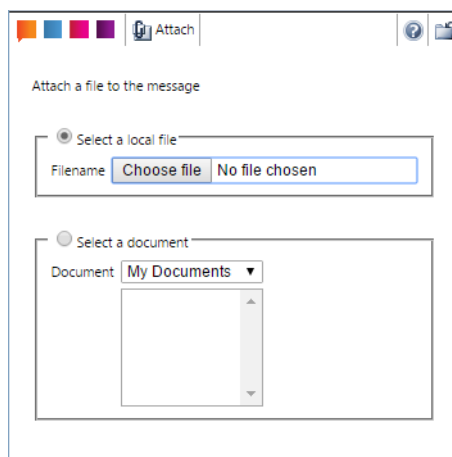 Attach
Attach a file to the message
Select a local file
Filename Choose file No file chosen
Select a document
Document My Documents